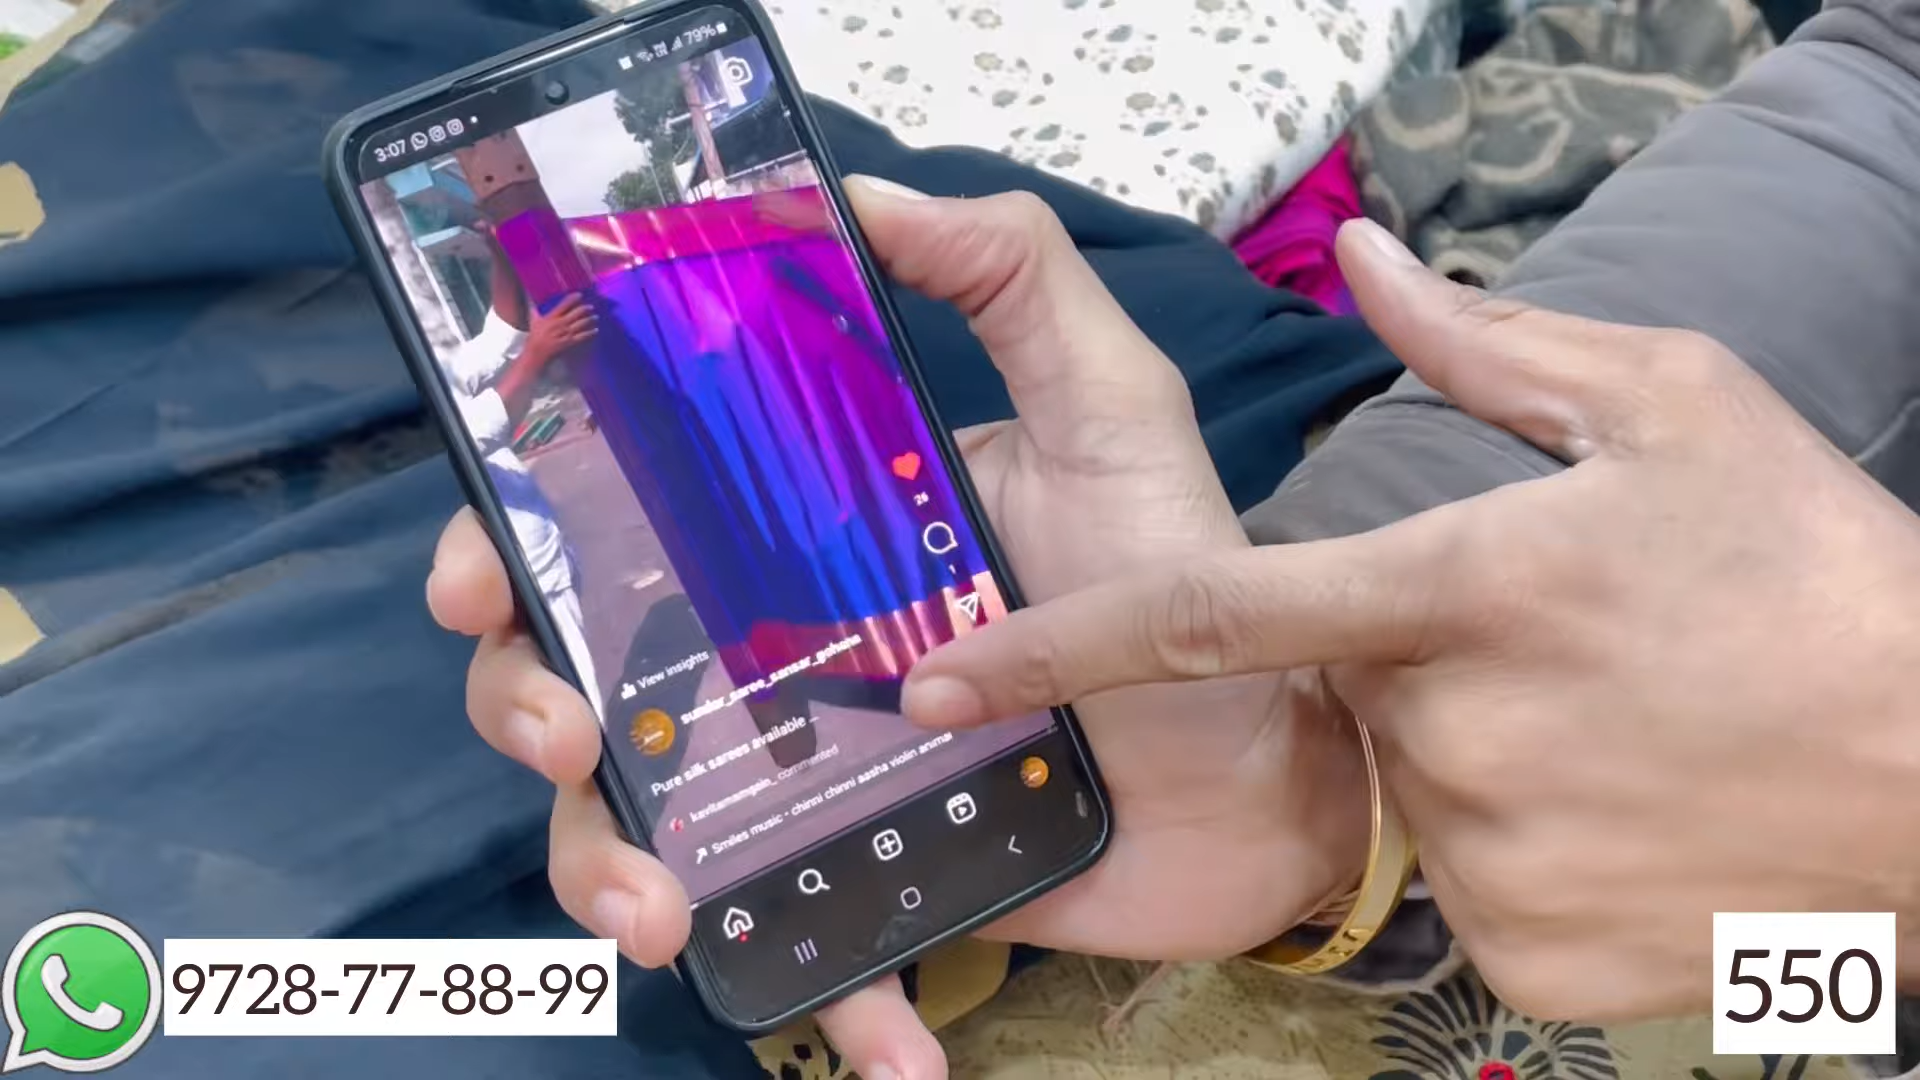 3:07
79%
26
1
View insights
sundar_saree_sansar_gohana
Pure silk sarees available ...
kavitamamgain_ commented
Smiles music • chinni chinni aasha violin animal
9728-77-88-99
550